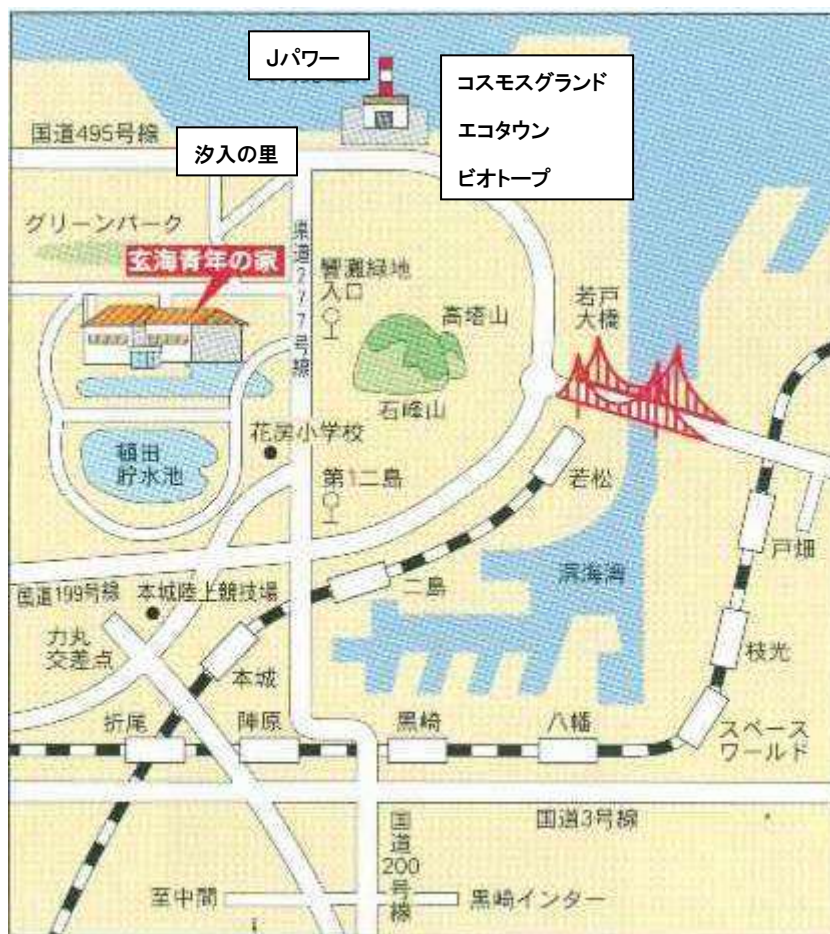 Jパワー
コスモスグランド
エコタウン
ビオトープ
国道495号線
汐入の里
グリーンパーク
玄海青年の家
県道277号線
響灘緑地
入口
高塔山
石峰山
若戸
大橋
頓田
貯水池
花房小学校
第1二島
若松
戸畑
洞海湾
国道199号線
本城陸上競技場
二島
力丸
交差点
本城
枝光
折尾
陣原
黒崎
八幡
スペース
ワールド
国道3号線
国道200号線
至中間
黒崎インター